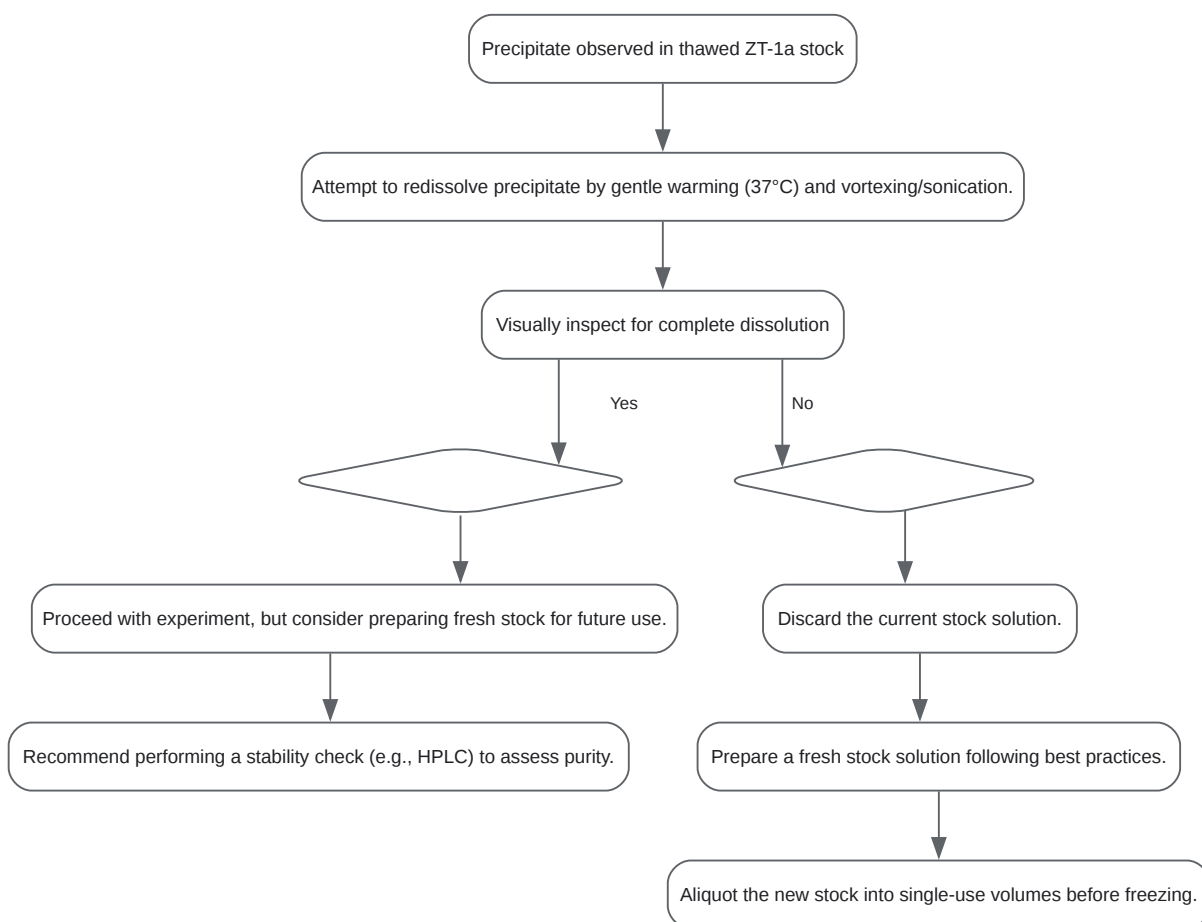 Precipitate observed in thawed ZT-1a stock
Attempt to redissolve precipitate by gentle warming (37°C) and vortexing/sonication.
Visually inspect for complete dissolution
Yes
No
Proceed with experiment, but consider preparing fresh stock for future use.
Discard the current stock solution.
Recommend performing a stability check (e.g., HPLC) to assess purity.
Prepare a fresh stock solution following best practices.
Aliquot the new stock into single-use volumes before freezing.